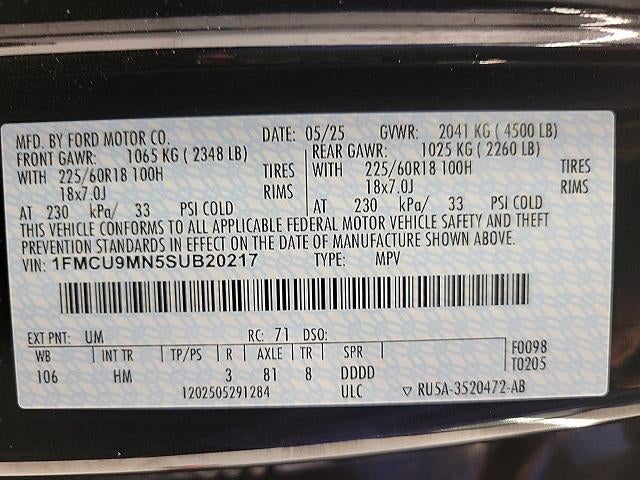 MFD. BY FORD MOTOR CO. DATE: 05/25 GVWR: 2041 KG ( 4500 LB)
FRONT GAWR: 1065 KG ( 2348 LB) REAR GAWR: 1025 KG ( 2260 LB)
WITH 225/60R18 100H TIRES WITH 225/60R18 100H TIRES
18x7.0J RIMS 18x7.0J RIMS
AT 230 kPa/ 33 PSI COLD AT 230 kPa/ 33 PSI COLD
THIS VEHICLE CONFORMS TO ALL APPLICABLE FEDERAL MOTOR VEHICLE SAFETY AND THEFT
PREVENTION STANDARDS IN EFFECT ON THE DATE OF MANUFACTURE SHOWN ABOVE.
VIN: 1FMCU9MN5SUB20217 TYPE: MPV
EXT PNT: UM RC: 71 DSO:
WB INT TR TP/PS R AXLE TR SPR F0098
106 HM 3 81 8 DDDD T0205
1202505291284 ULC ▽ RU5A-3520472-AB